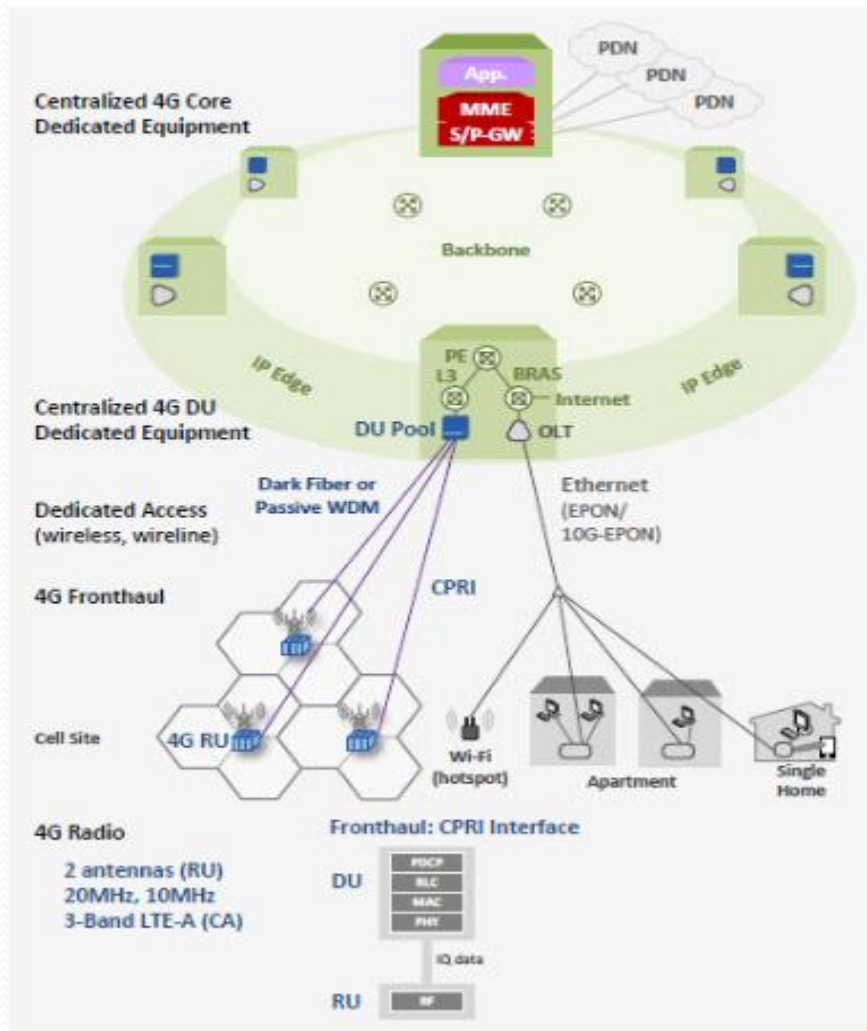 App.
MME
S/P-GW
PDN
PDN
PDN
Centralized 4G Core
Dedicated Equipment
Backbone
IP Edge
IP Edge
PE
L3
BRAS
Internet
DU Pool
OLT
Centralized 4G DU
Dedicated Equipment
Dark Fiber or
Passive WDM
Ethernet
(EPON/
10G-EPON)
Dedicated Access
(wireless, wireline)
CPRI
4G Fronthaul
Cell Site
4G RU
Wi-Fi
(hotspot)
Apartment
Single
Home
4G Radio
2 antennas (RU)
20MHz, 10MHz
3-Band LTE-A (CA)
Fronthaul: CPRI Interface
DU
PDCP
RLC
MAC
PHY
IQ data
RU
RF